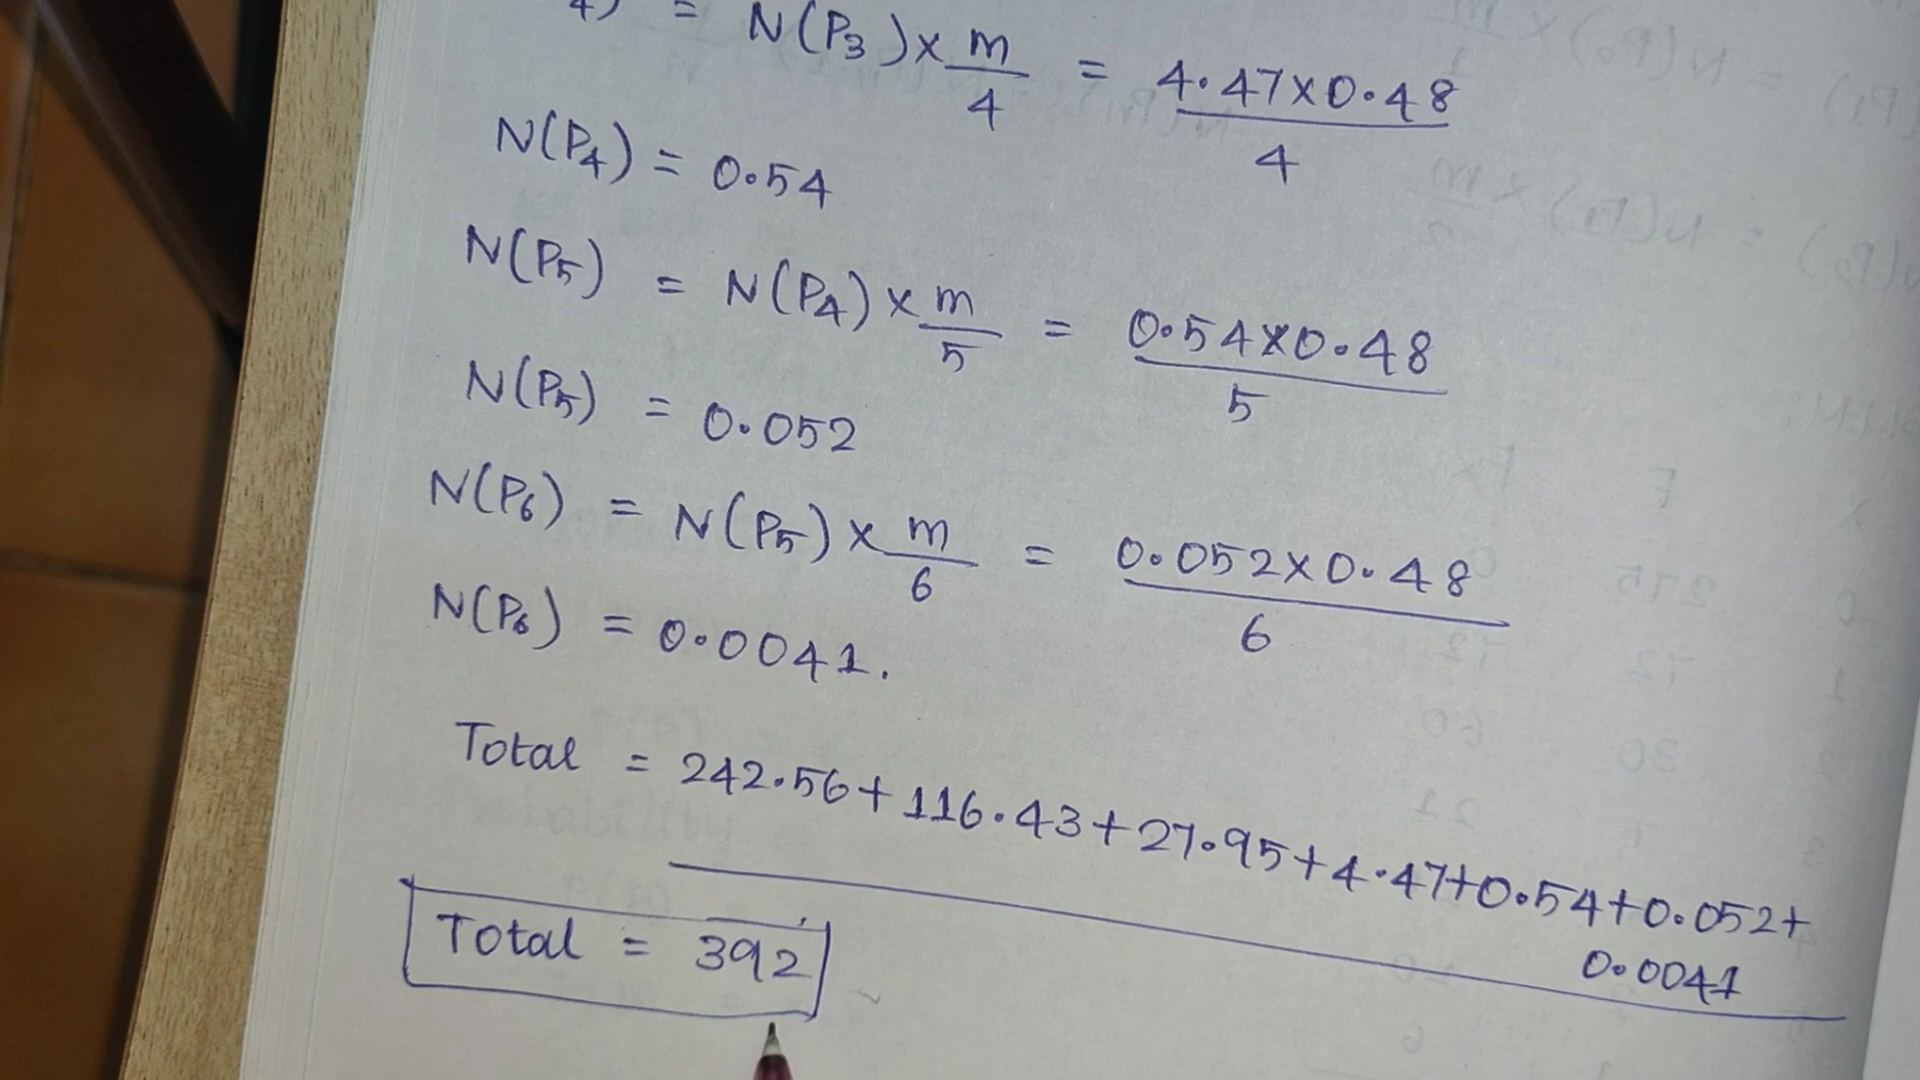 4) = N(P3) x m/4 = 4.47x0.48/4
N(P4) = 0.54
N(P5) = N(P4) x m/5 = 0.54x0.48/5
N(P5) = 0.052
N(P6) = N(P5) x m/6 = 0.052x0.48/6
N(P6) = 0.0041.
Total = 242.56+116.43+27.95+4.47+0.54+0.052+
0.0041
Total = 392